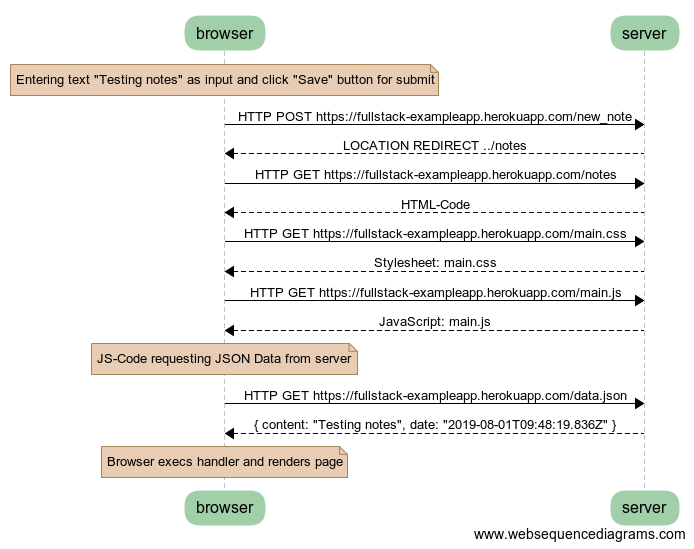 browser server
Entering text "Testing notes" as input and click "Save" button for submit
HTTP POST https://fullstack-exampleapp.herokuapp.com/new_note
LOCATION REDIRECT ../notes
HTTP GET https://fullstack-exampleapp.herokuapp.com/notes
HTML-Code
HTTP GET https://fullstack-exampleapp.herokuapp.com/main.css
Stylesheet: main.css
HTTP GET https://fullstack-exampleapp.herokuapp.com/main.js
JavaScript: main.js
JS-Code requesting JSON Data from server
HTTP GET https://fullstack-exampleapp.herokuapp.com/data.json
{ content: "Testing notes", date: "2019-08-01T09:48:19.836Z" }
Browser execs handler and renders page
browser server
www.websequencediagrams.com